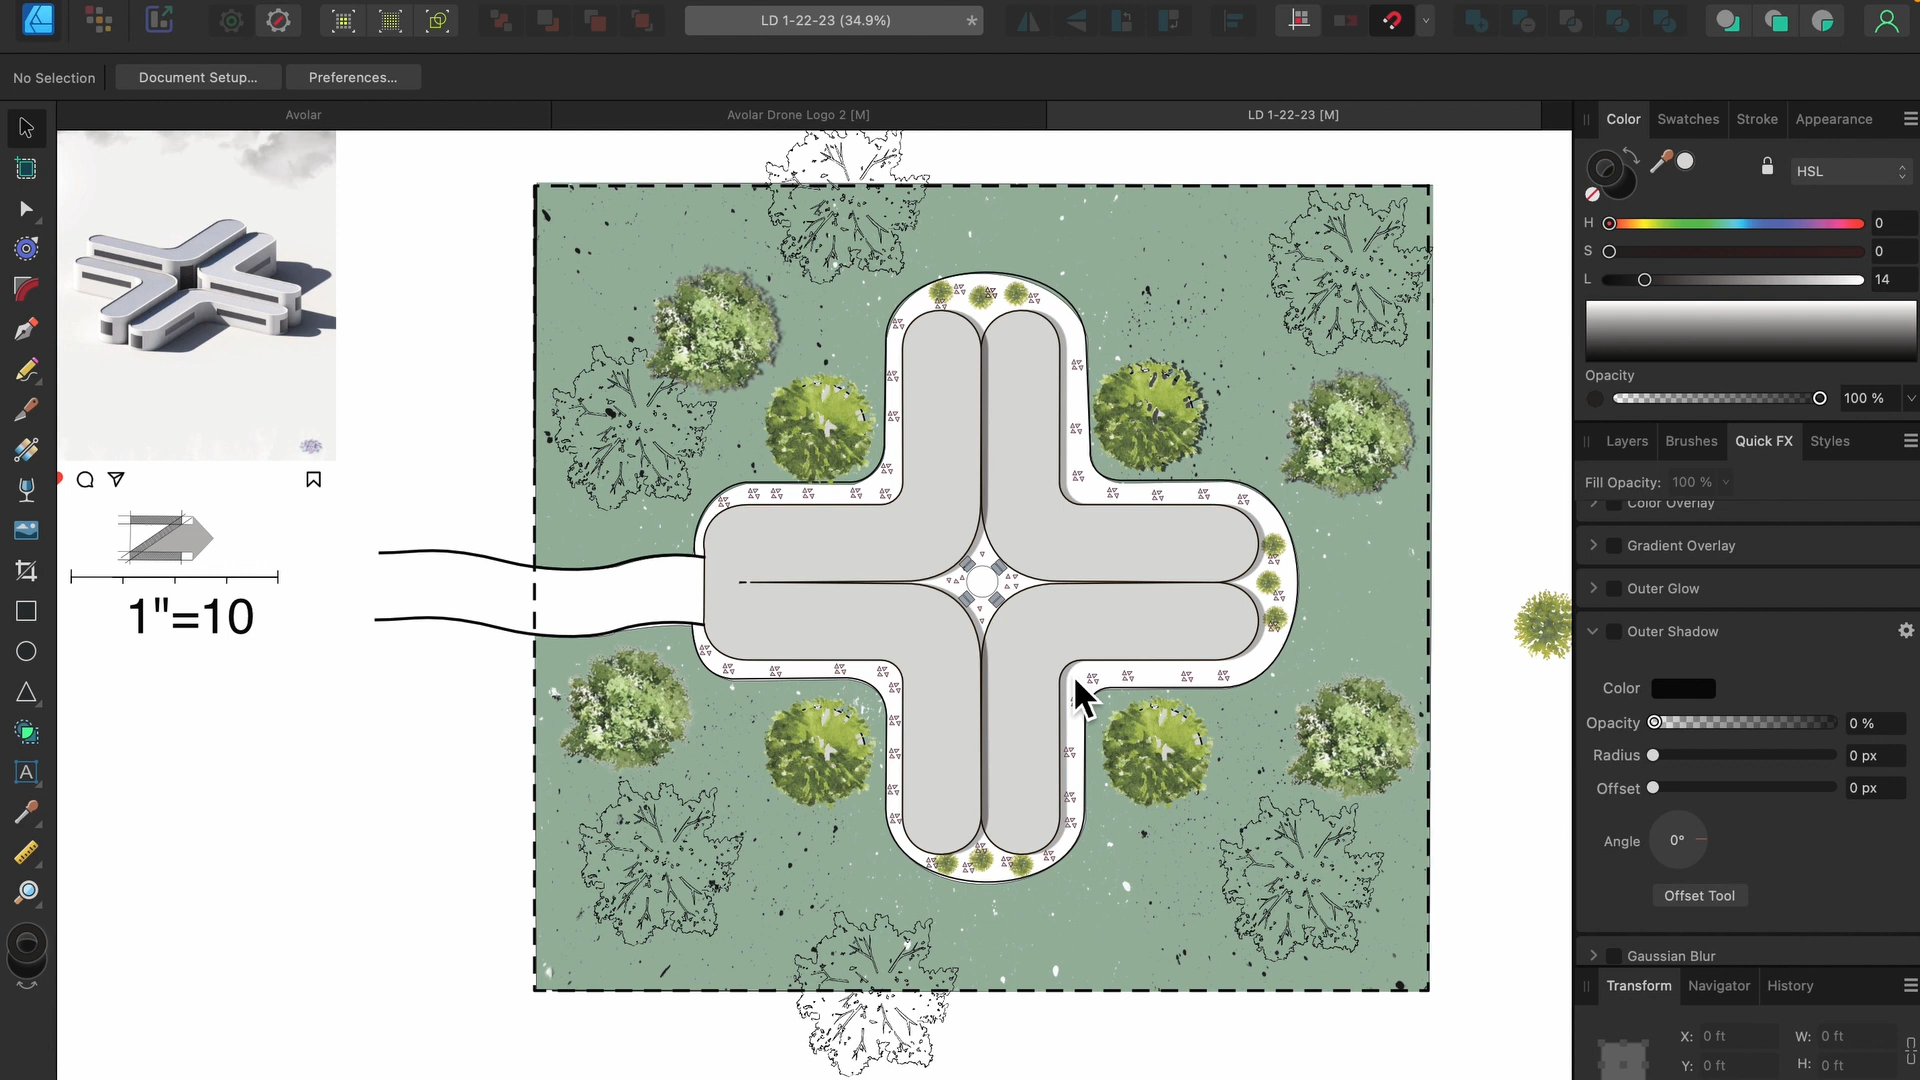 LD 1-22-23 (34.9%)
*
No Selection
Document Setup...
Preferences...
Avolar
Avolar Drone Logo 2 [M]
LD 1-22-23 [M]
Color
Swatches
Stroke
Appearance
HSL
H
0
S
0
L
14
Opacity
100 %
Layers
Brushes
Quick FX
Styles
Fill Opacity:
100 %
Color Overlay
Gradient Overlay
Outer Glow
Outer Shadow
Color
Opacity
0 %
Radius
0 px
Offset
0 px
Angle
0°
Offset Tool
Gaussian Blur
Transform
Navigator
History
X: 0 ft
W: 0 ft
Y: 0 ft
H: 0 ft
1"=10
A